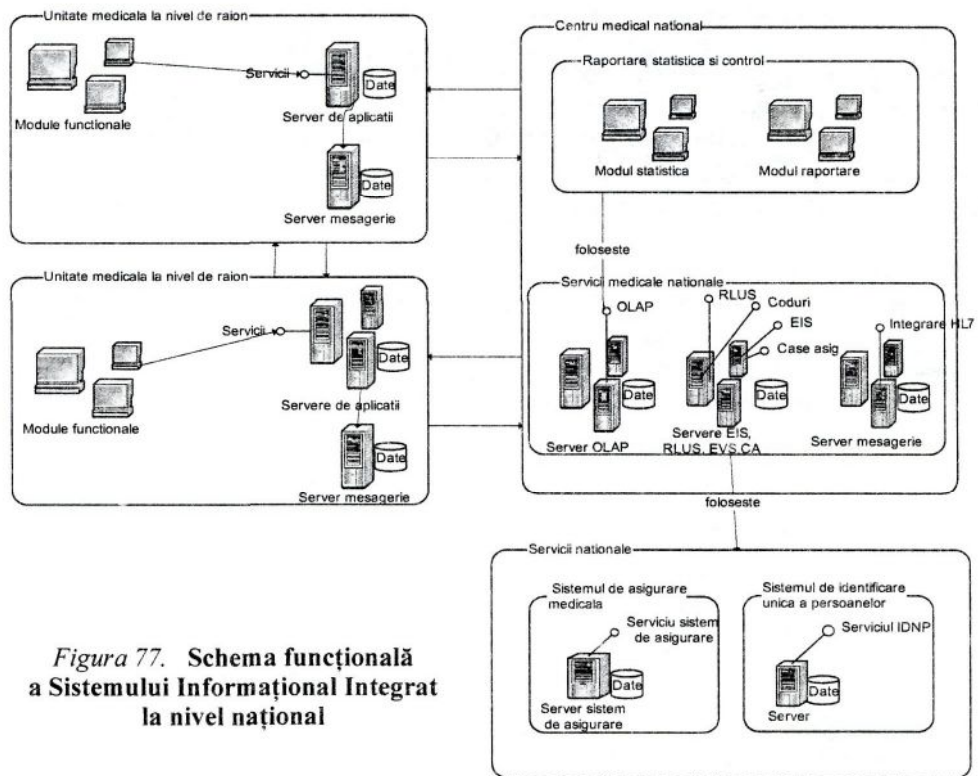 Unitate medicala la nivel de raion
Module functionale
Servicii
Date
Server de aplicatii
Date
Server mesagerie
Unitate medicala la nivel de raion
Module functionale
Servicii
Date
Servere de aplicatii
Date
Server mesagerie
Centru medical national
Raportare, statistica si control
Modul statistica
Modul raportare
foloseste
Servicii medicale nationale
OLAP
RLUS
Coduri
EIS
Case asig
Integrare HL7
Date
Date
Date
Server OLAP
Servere EIS,
RLUS, EVS,CA
Server mesagerie
foloseste
Servicii nationale
Sistemul de asigurare
medicala
Serviciu sistem
de asigurare
Date
Server sistem
de asigurare
Sistemul de identificare
unica a persoanelor
Serviciul IDNP
Date
Server
Figura 77. Schema funcțională
a Sistemului Informațional Integrat
la nivel național